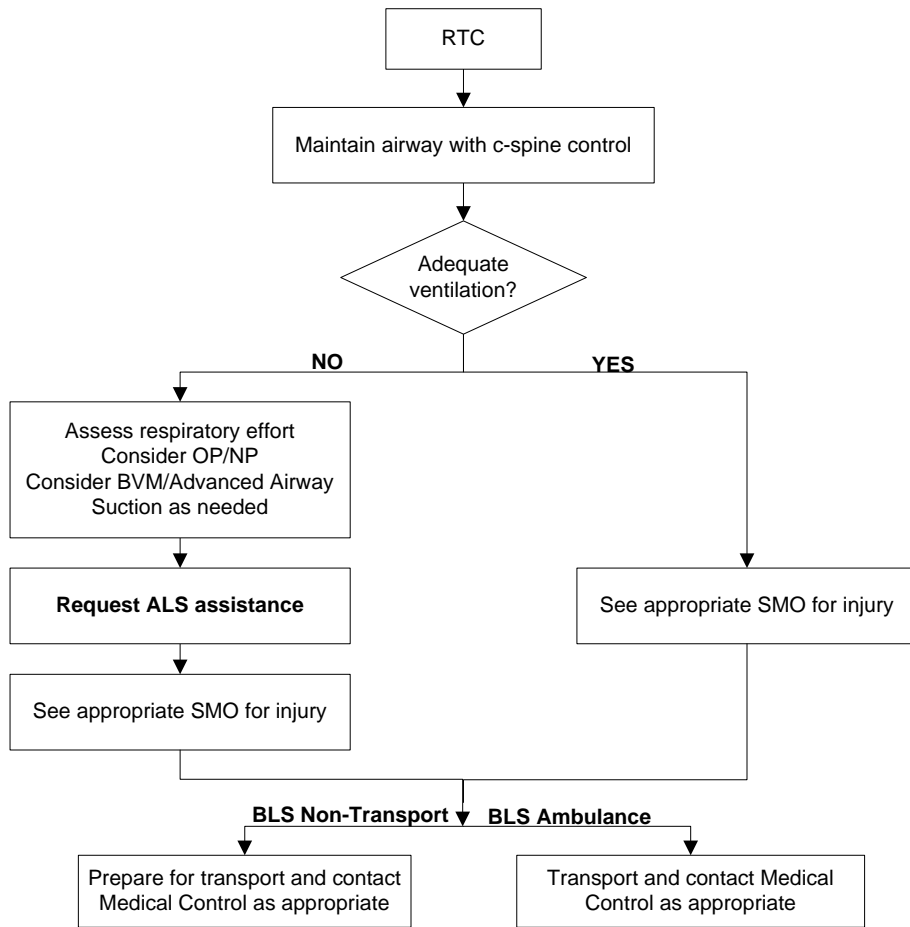 RTC
Maintain airway with c-spine control
Adequate
ventilation?
NO
YES
Assess respiratory effort
Consider OP/NP
Consider BVM/Advanced Airway
Suction as needed
Request ALS assistance
See appropriate SMO for injury
See appropriate SMO for injury
BLS Non-Transport
BLS Ambulance
Prepare for transport and contact
Medical Control as appropriate
Transport and contact Medical
Control as appropriate